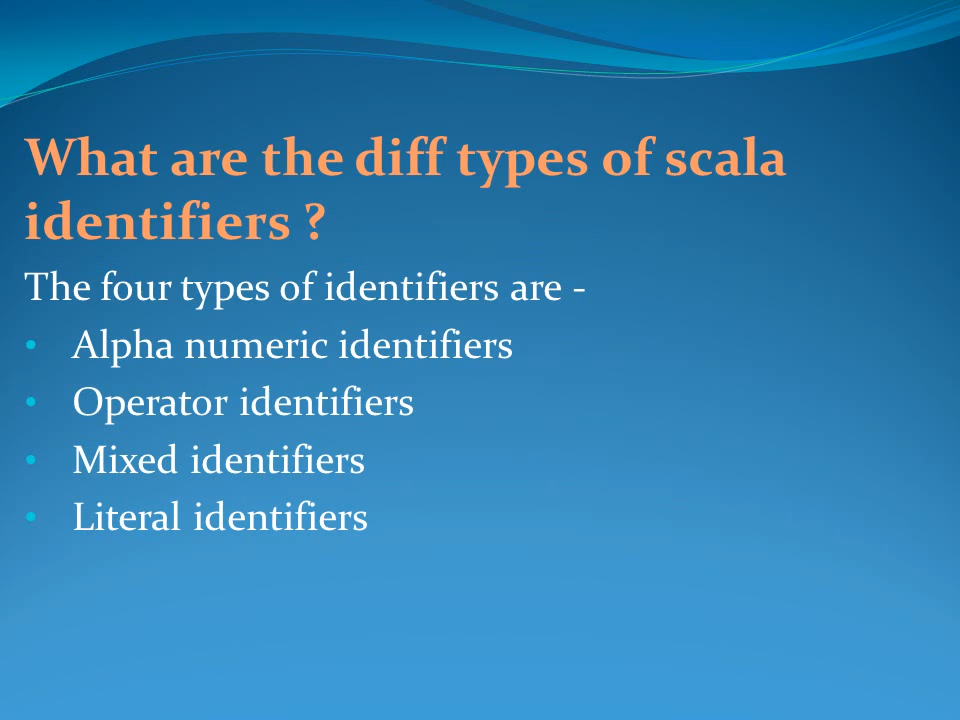 What are the diff types of scala
identifiers ?
The four types of identifiers are -
• Alpha numeric identifiers
• Operator identifiers
• Mixed identifiers
• Literal identifiers